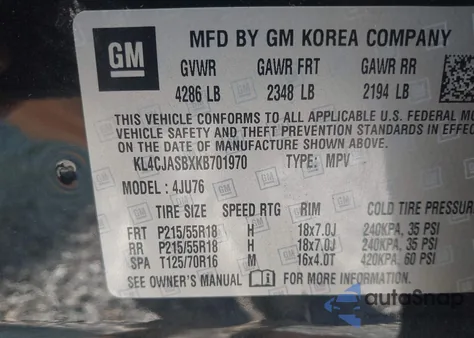 GM
MFD BY GM KOREA COMPANY
GVWR GAWR FRT GAWR RR
4286 LB 2348 LB 2194 LB
THIS VEHICLE CONFORMS TO ALL APPLICABLE U.S. FEDERAL MO
VEHICLE SAFETY AND THEFT PREVENTION STANDARDS
ON THE DATE OF MANUFACTURE SHOWN ABOVE.
KL4CJASBXKB701970 TYPE: MPV
MODEL: 4JU76
TIRE SIZE SPEED RTG RIM COLD TIRE PRESSUR
FRT P215/55R18 H 18x7.0J 240KPA, 35 PSI
RR P215/55R18 H 18x7.0J 240KPA, 35 PSI
SPA T125/70R16 M 16x4.0T 420KPA, 60 PSI
SEE OWNER'S MANUAL FOR MORE INFORMATION
autoSnap